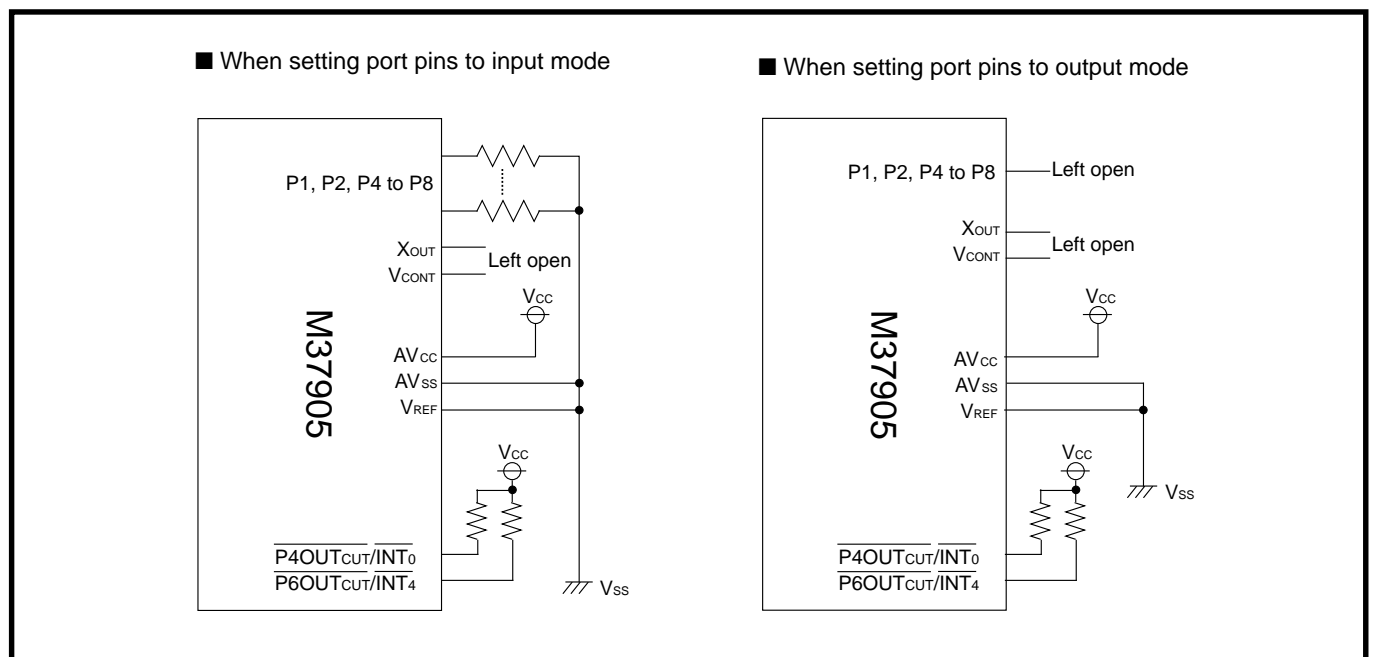 ■ When setting port pins to input mode
P1, P2, P4 to P8
XOUT
VCONT
Left open
VCC
M37905
AVCC
AVSS
VREF
VCC
P4OUTCUT/INT0
P6OUTCUT/INT4
VSS
■ When setting port pins to output mode
P1, P2, P4 to P8
Left open
XOUT
VCONT
Left open
VCC
M37905
AVCC
AVSS
VREF
VCC
VSS
P4OUTCUT/INT0
P6OUTCUT/INT4